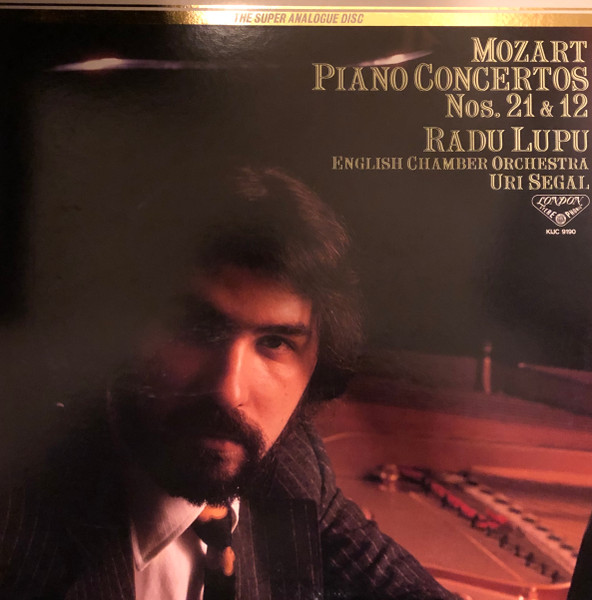 THE SUPER ANALOGUE DISC
MOZART
PIANO CONCERTOS
NOS. 21 & 12
RADU LUPU
ENGLISH CHAMBER ORCHESTRA
URI SEGAL
LONDON
KIJC 9190